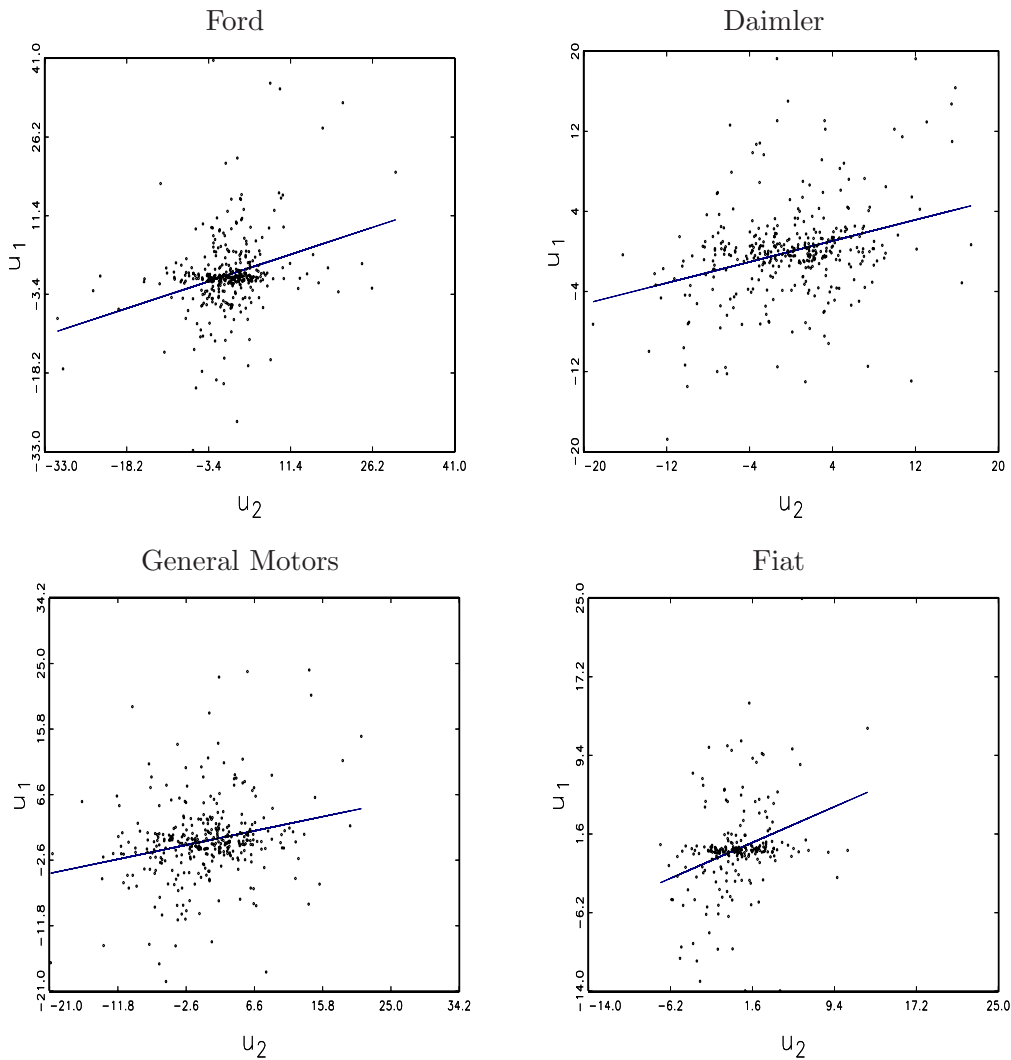 Ford
41.0
26.2
11.4
-3.4
-18.2
-33.0
u1
-33.0 -18.2 -3.4 11.4 26.2 41.0
u2
Daimler
20
12
4
-4
-12
-20
u1
-20 -12 -4 4 12 20
u2
General Motors
34.2
25.0
15.8
6.6
-2.6
-11.8
-21.0
u1
-21.0 -11.8 -2.6 6.6 15.8 25.0 34.2
u2
Fiat
25.0
17.2
9.4
1.6
-6.2
-14.0
u1
-14.0 -6.2 1.6 9.4 17.2 25.0
u2